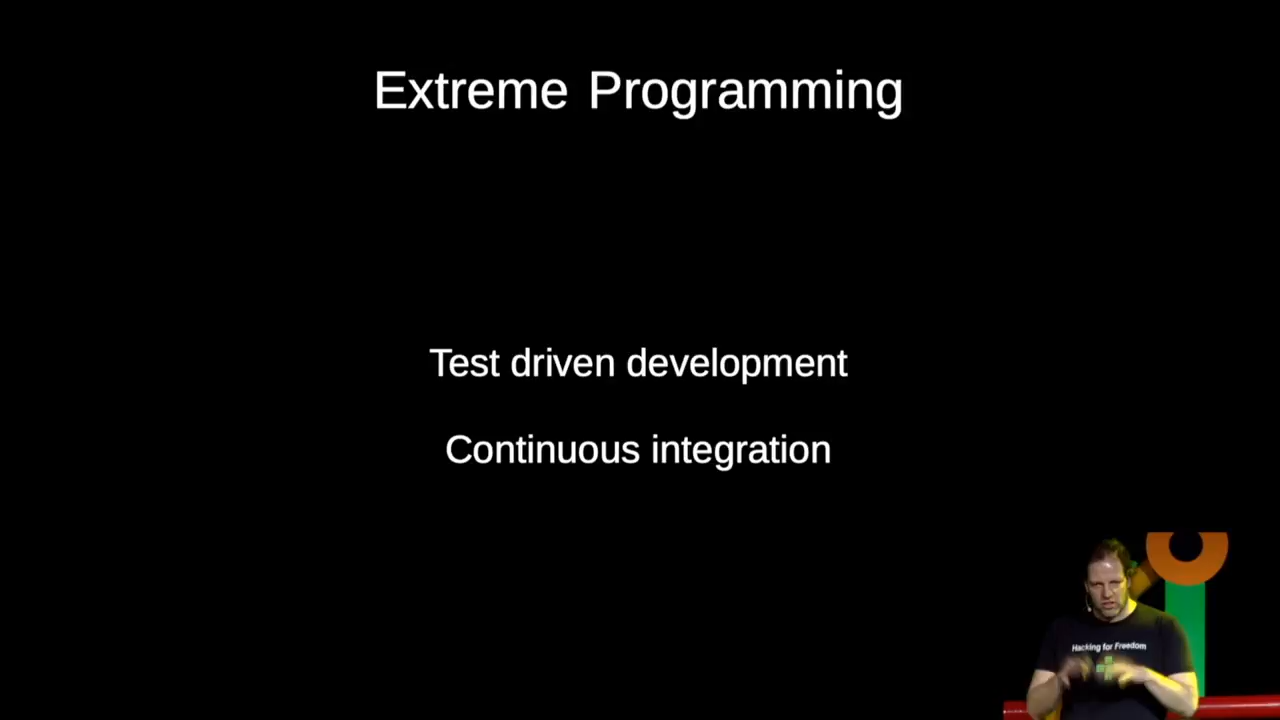 Extreme Programming
Test driven development
Continuous integration
Hacking for Freedom